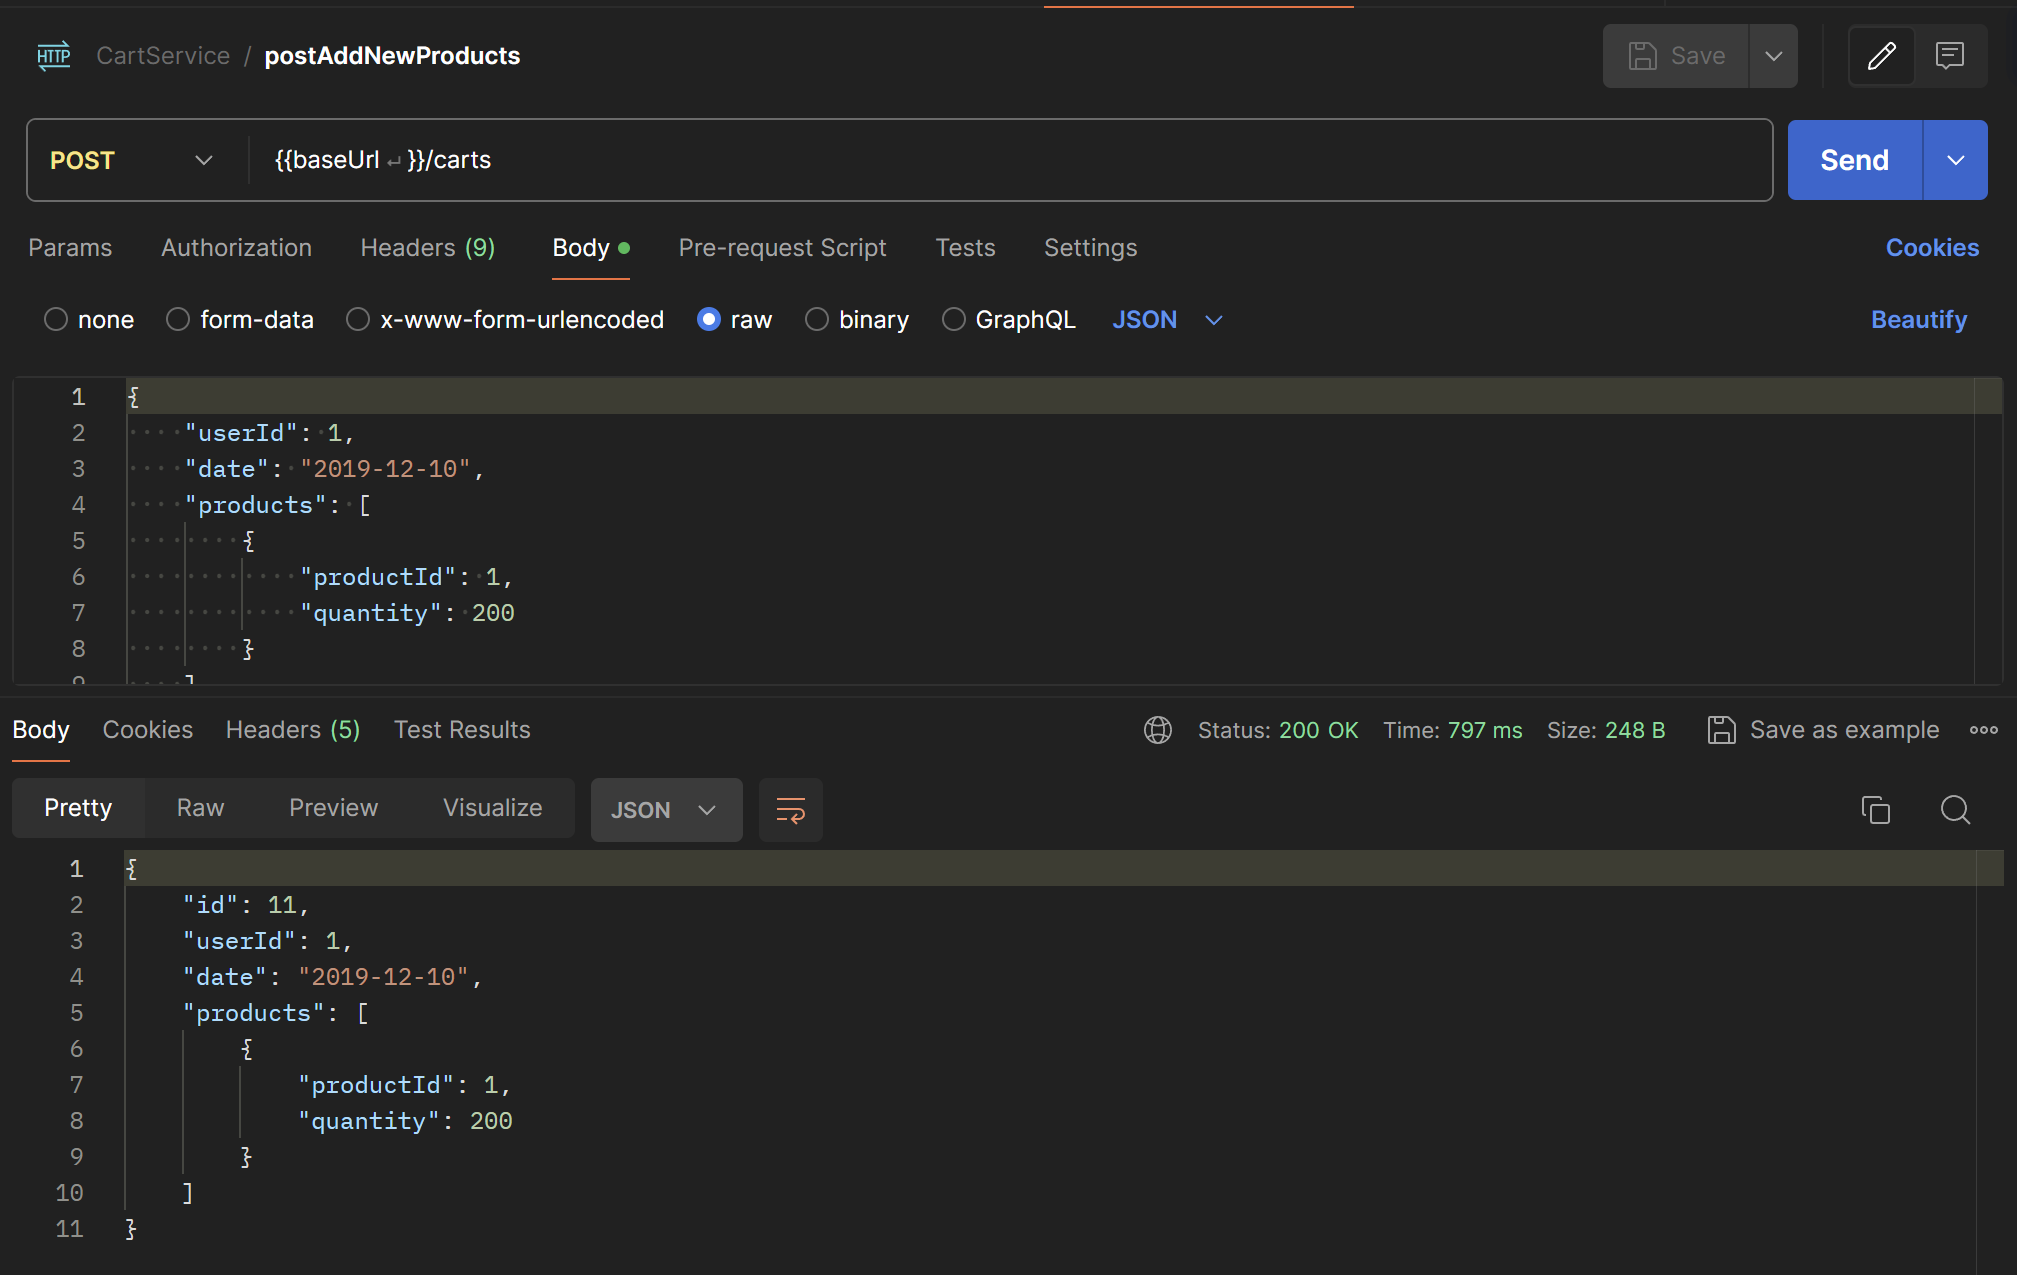 HTTP CartService / postAddNewProducts Save
POST {{baseUrl ↵ }}/carts Send
Params Authorization Headers (9) Body Pre-request Script Tests Settings Cookies
none form-data x-www-form-urlencoded raw binary GraphQL JSON Beautify
1 {
2 "userId": 1,
3 "date": "2019-12-10",
4 "products": [
5 {
6 "productId": 1,
7 "quantity": 200
8 }
9 ]
Body Cookies Headers (5) Test Results Status: 200 OK Time: 797 ms Size: 248 B Save as example
Pretty Raw Preview Visualize JSON
1 {
2 "id": 11,
3 "userId": 1,
4 "date": "2019-12-10",
5 "products": [
6 {
7 "productId": 1,
8 "quantity": 200
9 }
10 ]
11 }